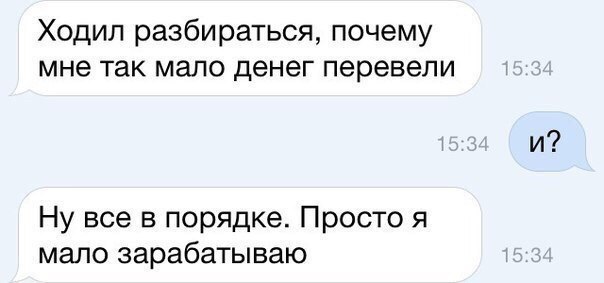 Ходил разбираться, почему
мне так мало денег перевели
15:34
15:34
и?
Ну все в порядке. Просто я
мало зарабатываю
15:34